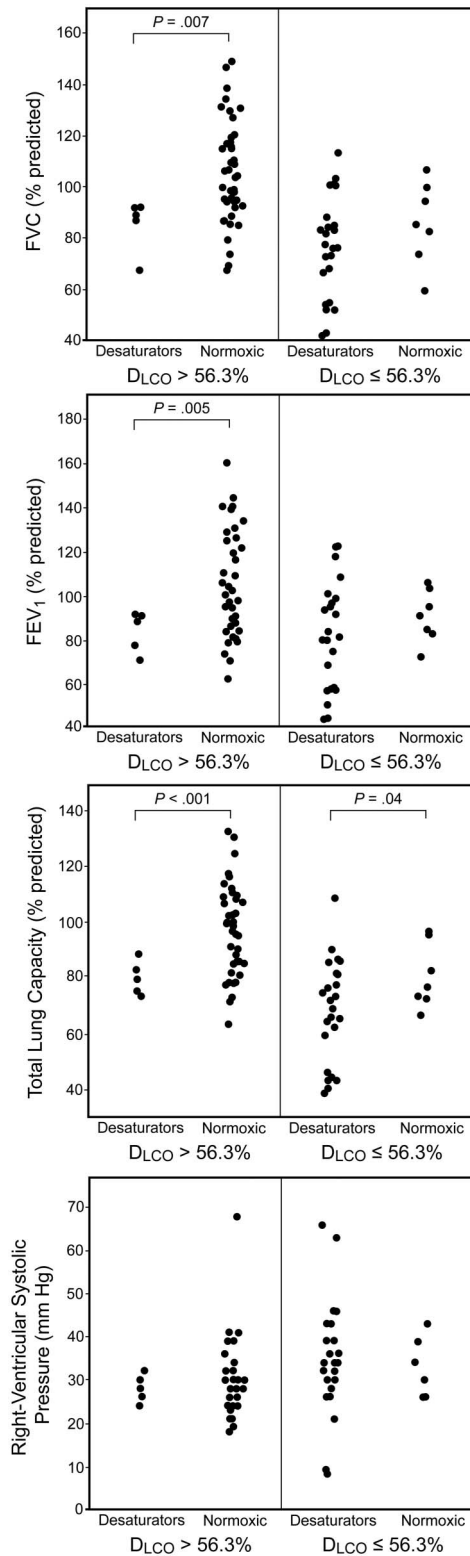 P = .007
FVC (% predicted)
160
140
120
100
80
60
40
Desaturators Normoxic Desaturators Normoxic
DLCO > 56.3% DLCO ≤ 56.3%
P = .005
FEV1 (% predicted)
180
160
140
120
100
80
60
40
Desaturators Normoxic Desaturators Normoxic
DLCO > 56.3% DLCO ≤ 56.3%
P < .001 P = .04
Total Lung Capacity (% predicted)
140
120
100
80
60
40
Desaturators Normoxic Desaturators Normoxic
DLCO > 56.3% DLCO ≤ 56.3%
Right-Ventricular Systolic
Pressure (mm Hg)
70
60
50
40
30
20
10
0
Desaturators Normoxic Desaturators Normoxic
DLCO > 56.3% DLCO ≤ 56.3%